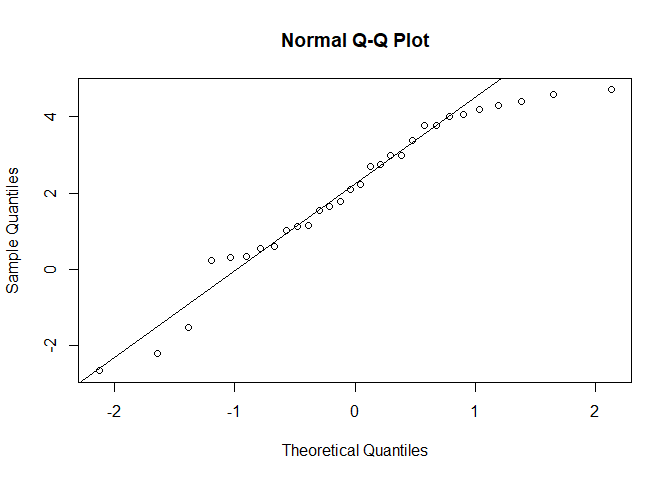 Normal Q-Q Plot
Sample Quantiles
4
2
0
-2
-2 -1 0 1 2
Theoretical Quantiles